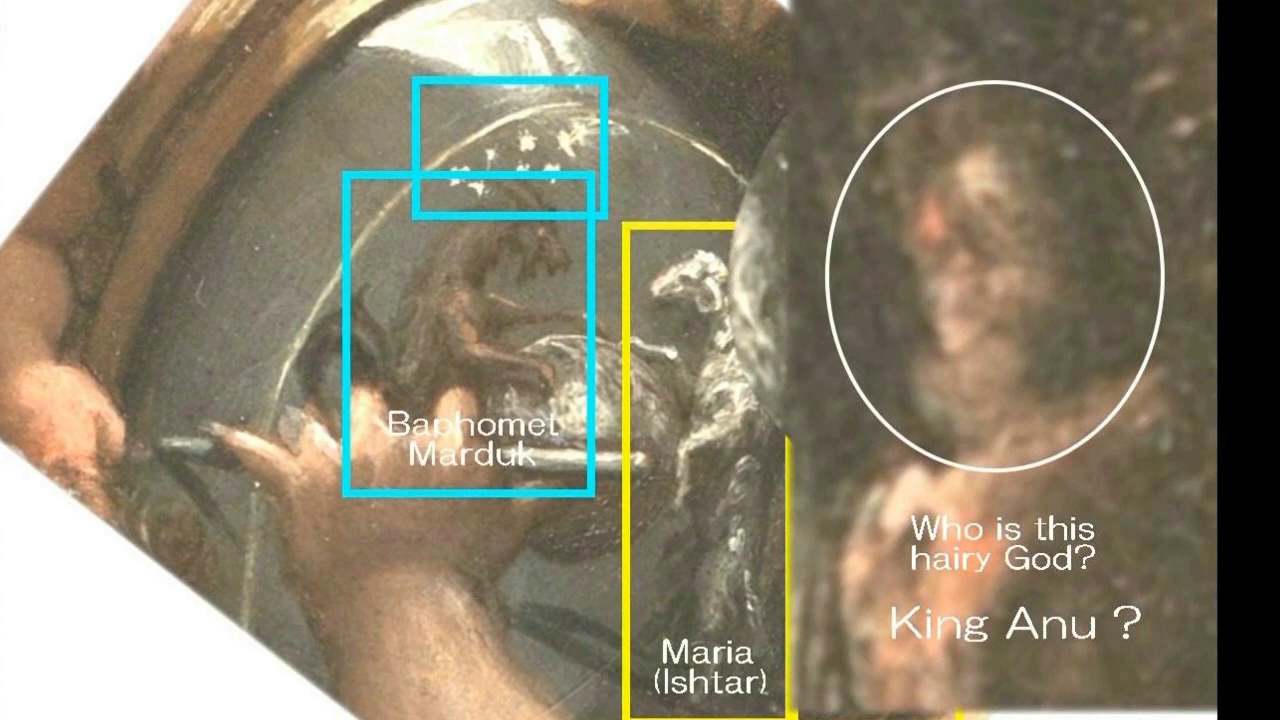 Baphomet
Marduk
Maria
(Ishtar)
Who is this
hairy God?
King Anu ?